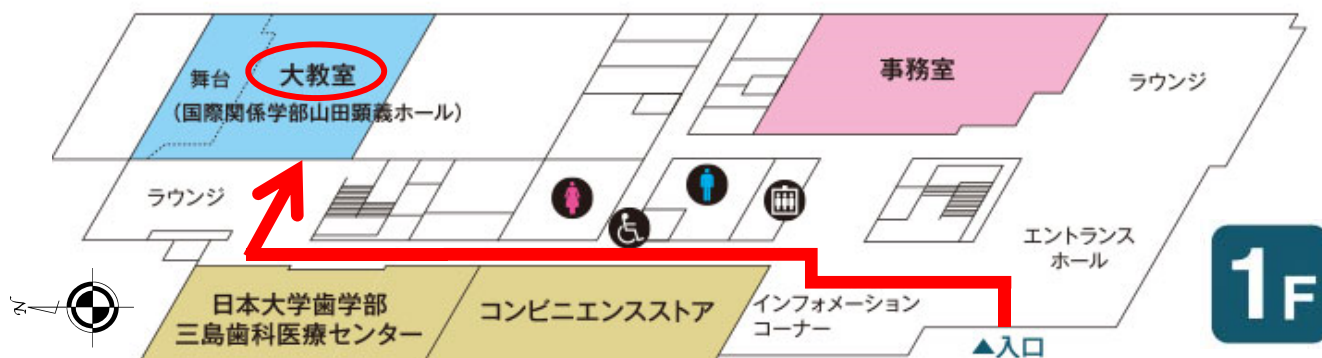 舞台
大教室
(国際関係学部山田顕義ホール)
事務室
ラウンジ
ラウンジ
エントランス
ホール
日本大学歯学部
三島歯科医療センター
コンビニエンスストア
インフォメーション
コーナー
▲入口
N
1F